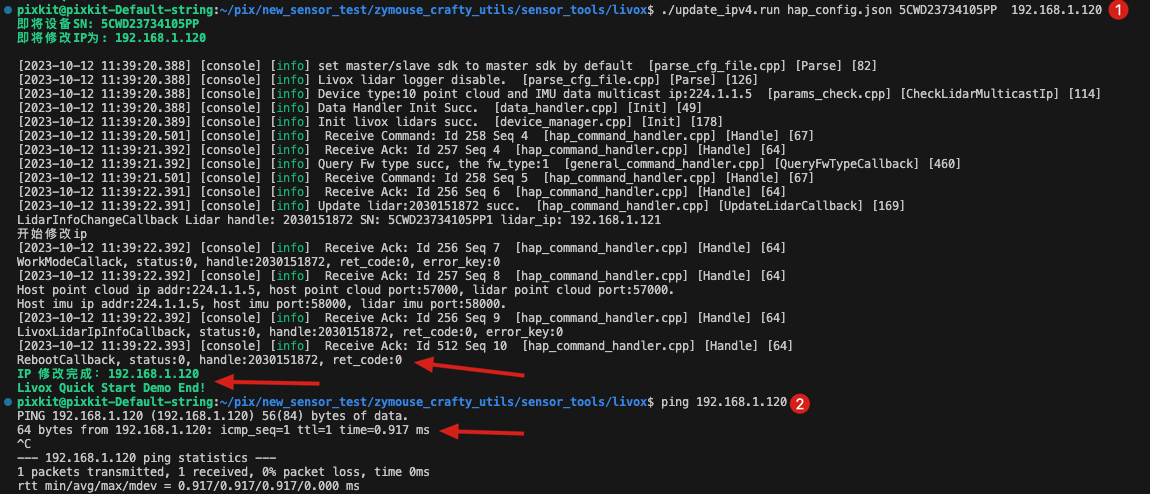 pixkit@pixkit-Default-string:~/pix/new_sensor_test/zymouse_crafty_utils/sensor_tools/livox$ ./update_ipv4.run hap_config.json 5CWD23734105PP  192.168.1.120 1
即将设备SN: 5CWD23734105PP
即将修改IP为: 192.168.1.120
[2023-10-12 11:39:20.388] [console] [info] set master/slave sdk to master sdk by default  [parse_cfg_file.cpp] [Parse] [82]
[2023-10-12 11:39:20.388] [console] [info] Livox lidar logger disable.  [parse_cfg_file.cpp] [Parse] [126]
[2023-10-12 11:39:20.388] [console] [info] Device type:10 point cloud and IMU data multicast ip:224.1.1.5  [params_check.cpp] [CheckLidarMulticastIp] [114]
[2023-10-12 11:39:20.388] [console] [info] Data Handler Init Succ.  [data_handler.cpp] [Init] [49]
[2023-10-12 11:39:20.389] [console] [info] Init livox lidars succ.  [device_manager.cpp] [Init] [178]
[2023-10-12 11:39:20.501] [console] [info]  Receive Command: Id 258 Seq 4  [hap_command_handler.cpp] [Handle] [67]
[2023-10-12 11:39:21.392] [console] [info]  Receive Ack: Id 257 Seq 4  [hap_command_handler.cpp] [Handle] [64]
[2023-10-12 11:39:21.392] [console] [info] Query Fw type succ, the fw_type:1  [general_command_handler.cpp] [QueryFwTypeCallback] [460]
[2023-10-12 11:39:21.501] [console] [info]  Receive Command: Id 258 Seq 5  [hap_command_handler.cpp] [Handle] [67]
[2023-10-12 11:39:22.391] [console] [info]  Receive Ack: Id 256 Seq 6  [hap_command_handler.cpp] [Handle] [64]
[2023-10-12 11:39:22.391] [console] [info] Update lidar:2030151872 succ.  [hap_command_handler.cpp] [UpdateLidarCallback] [169]
LidarInfoChangeCallback Lidar handle: 2030151872 SN: 5CWD23734105PP1 lidar_ip: 192.168.1.121
开始修改ip
[2023-10-12 11:39:22.392] [console] [info]  Receive Ack: Id 256 Seq 7  [hap_command_handler.cpp] [Handle] [64]
WorkModeCallack, status:0, handle:2030151872, ret_code:0, error_key:0
[2023-10-12 11:39:22.392] [console] [info]  Receive Ack: Id 257 Seq 8  [hap_command_handler.cpp] [Handle] [64]
Host point cloud ip addr:224.1.1.5, host point cloud port:57000, lidar point cloud port:57000.
Host imu ip addr:224.1.1.5, host imu port:58000, lidar imu port:58000.
[2023-10-12 11:39:22.392] [console] [info]  Receive Ack: Id 256 Seq 9  [hap_command_handler.cpp] [Handle] [64]
LivoxLidarIpInfoCallback, status:0, handle:2030151872, ret_code:0, error_key:0
[2023-10-12 11:39:22.393] [console] [info]  Receive Ack: Id 512 Seq 10  [hap_command_handler.cpp] [Handle] [64]
RebootCallback, status:0, handle:2030151872, ret_code:0
IP 修改完成: 192.168.1.120
Livox Quick Start Demo End!
pixkit@pixkit-Default-string:~/pix/new_sensor_test/zymouse_crafty_utils/sensor_tools/livox$ ping 192.168.1.120 2
PING 192.168.1.120 (192.168.1.120) 56(84) bytes of data.
64 bytes from 192.168.1.120: icmp_seq=1 ttl=1 time=0.917 ms
^C
--- 192.168.1.120 ping statistics ---
1 packets transmitted, 1 received, 0% packet loss, time 0ms
rtt min/avg/max/mdev = 0.917/0.917/0.917/0.000 ms